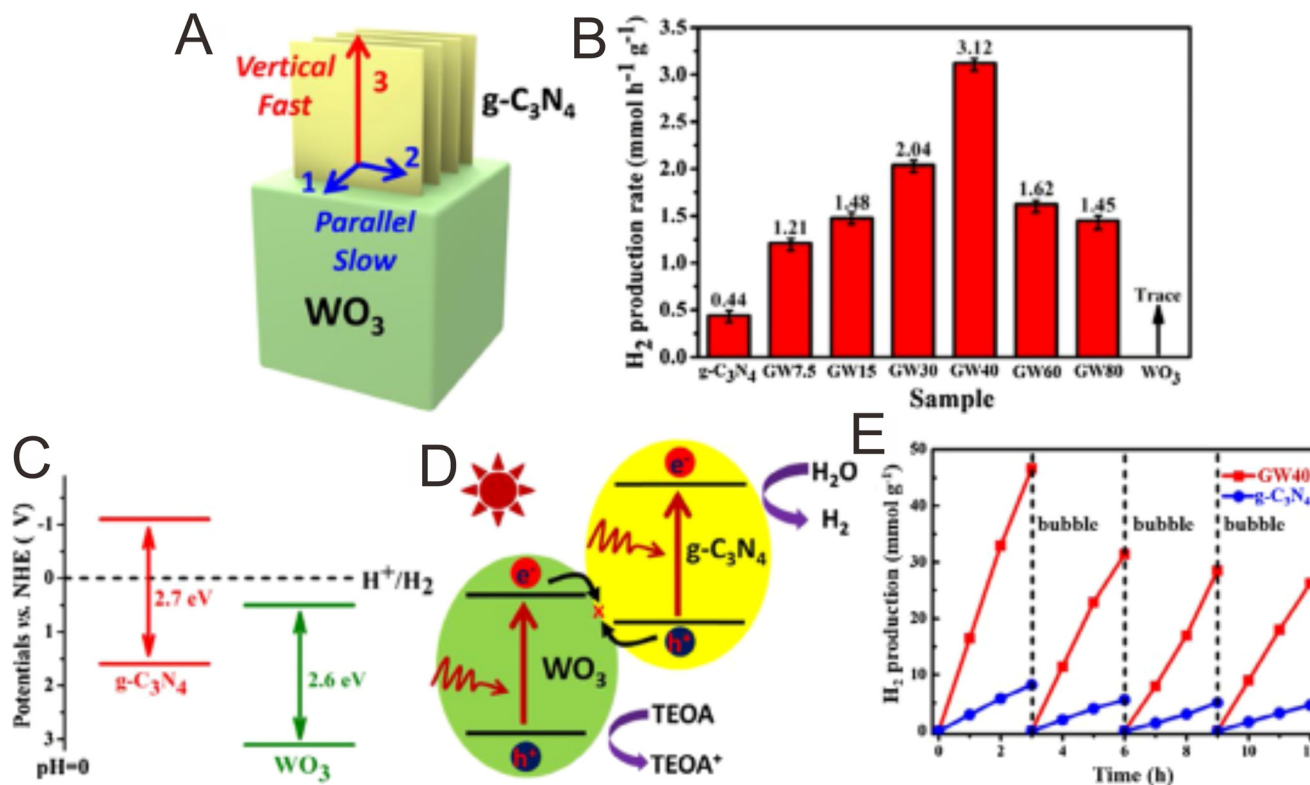 A
Vertical
Fast
3
g-C₃N₄
1
2
Parallel
Slow
WO₃
B
H₂ production rate (mmol h⁻¹ g⁻¹)
3.5
3.0
2.5
2.0
1.5
1.0
0.5
0.0
0.44
1.21
1.48
2.04
3.12
1.62
1.45
Trace
g-C₃N₄ GW7.5 GW15 GW30 GW40 GW60 GW80 WO₃
Sample
C
Potentials vs. NHE ( V)
-1
0
1
2
3
pH=0
2.7 eV
g-C₃N₄
H⁺/H₂
2.6 eV
WO₃
D
e⁻
g-C₃N₄
h⁺
H₂O
H₂
e⁻
x
WO₃
h⁺
TEOA
TEOA⁺
E
H₂ production (mmol g⁻¹)
50
40
30
20
10
0
GW40
g-C₃N₄
bubble bubble bubble
0 2 4 6 8 10
Time (h)